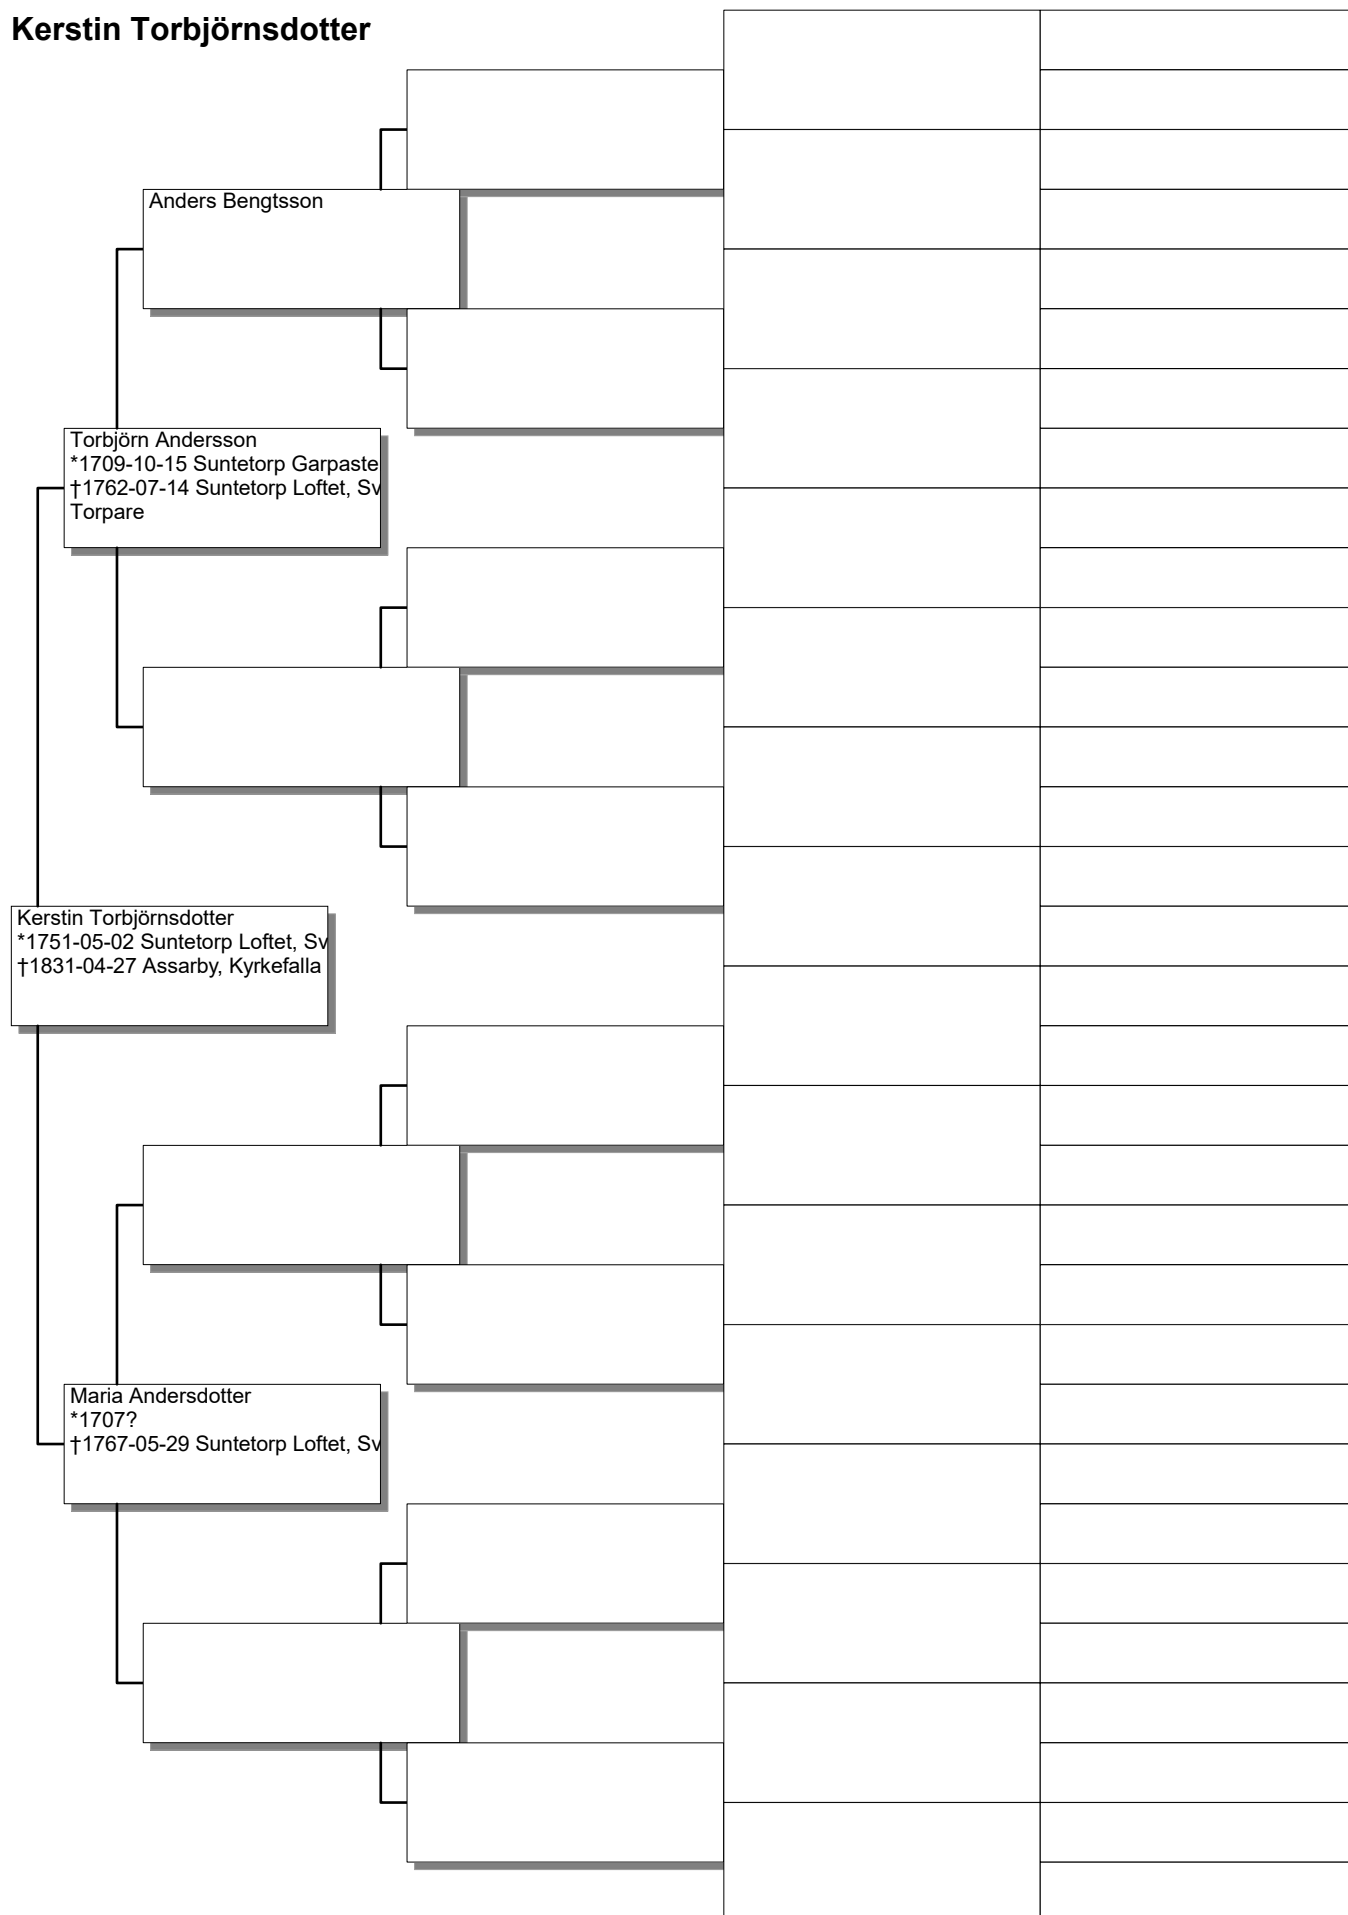 Kerstin Torbjörnsdotter
Anders Bengtsson
Torbjörn Andersson
*1709-10-15 Suntetorp Garpaste
†1762-07-14 Suntetorp Loftet, Sv
Torpare
Kerstin Torbjörnsdotter
*1751-05-02 Suntetorp Loftet, Sv
†1831-04-27 Assarby, Kyrkefalla
Maria Andersdotter
*1707?
†1767-05-29 Suntetorp Loftet, Sv